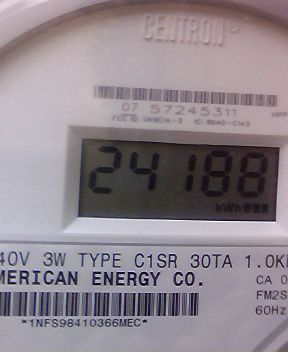 CENTRON
07 57245311
24188
kWh
40V 3W TYPE C1SR 30TA 1.0K
MERICAN ENERGY CO.
CA 0
FM2S
60Hz
*1NFS98410366MEC*